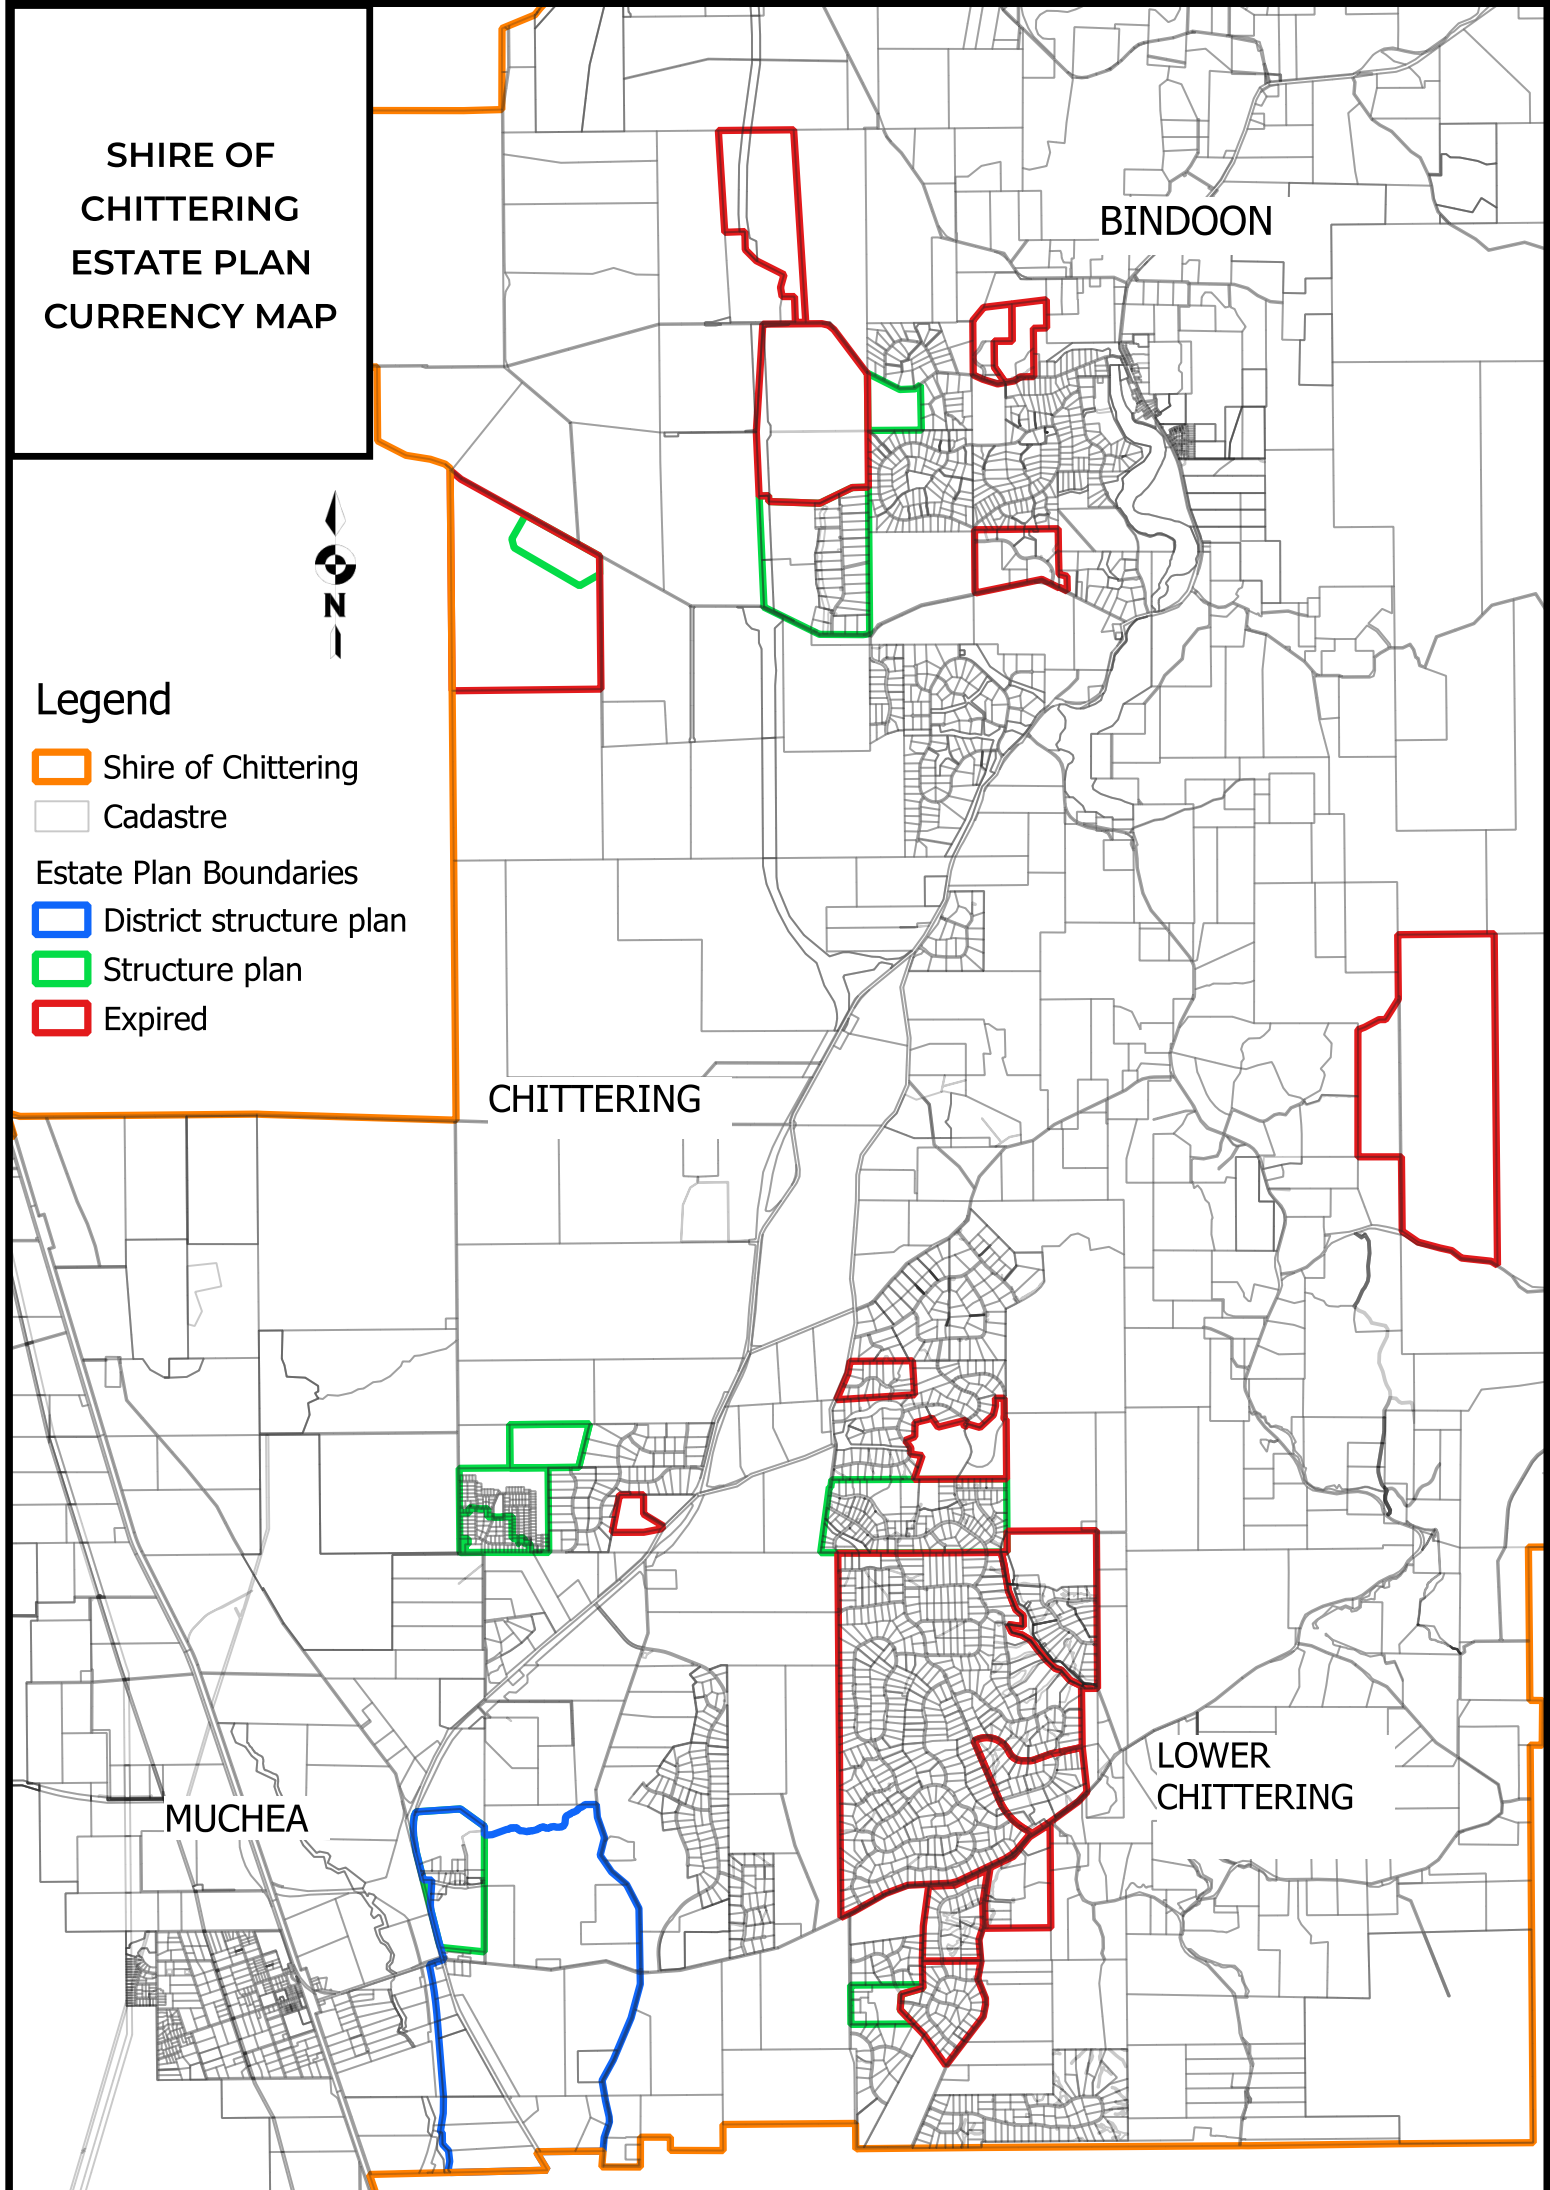 SHIRE OF
CHITTERING
ESTATE PLAN
CURRENCY MAP
BINDOON
N
Legend
Shire of Chittering
Cadastre
Estate Plan Boundaries
District structure plan
Structure plan
Expired
CHITTERING
LOWER
CHITTERING
MUCHEA